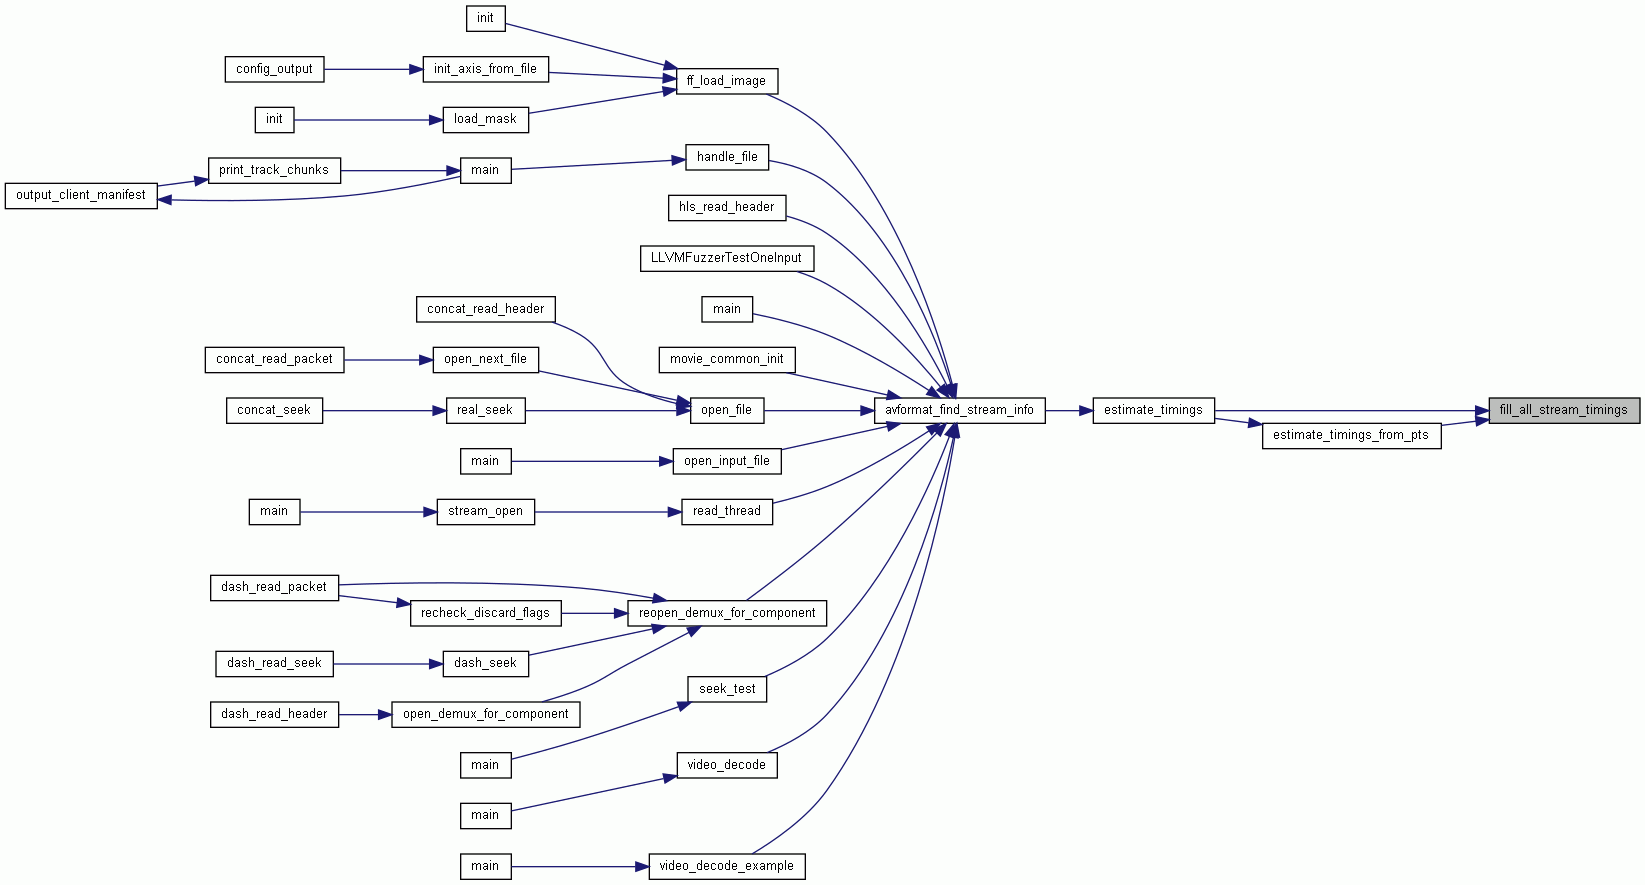 init
config_output
init_axis_from_file
ff_load_image
init
load_mask
handle_file
print_track_chunks
main
output_client_manifest
hls_read_header
LLVMFuzzerTestOneInput
main
concat_read_header
concat_read_packet
open_next_file
movie_common_init
concat_seek
real_seek
open_file
avformat_find_stream_info
estimate_timings
fill_all_stream_timings
estimate_timings_from_pts
main
open_input_file
main
stream_open
read_thread
dash_read_packet
recheck_discard_flags
reopen_demux_for_component
dash_read_seek
dash_seek
seek_test
dash_read_header
open_demux_for_component
main
video_decode
main
main
video_decode_example